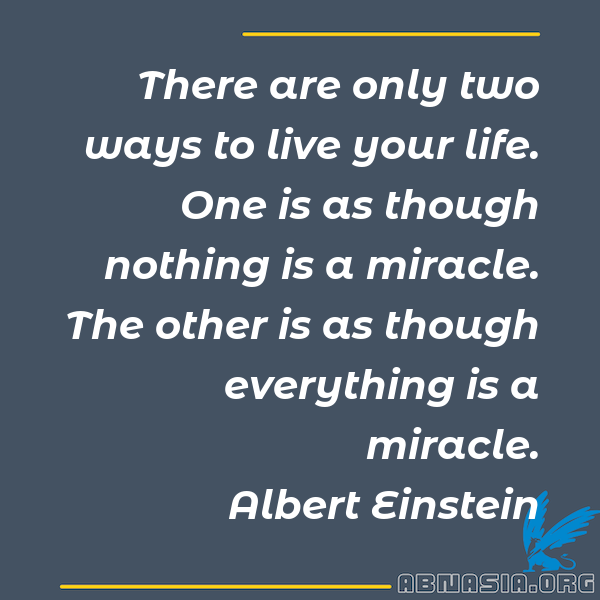 There are only two
ways to live your life.
One is as though
nothing is a miracle.
The other is as though
everything is a
miracle.
Albert Einstein
ABNASIA.ORG